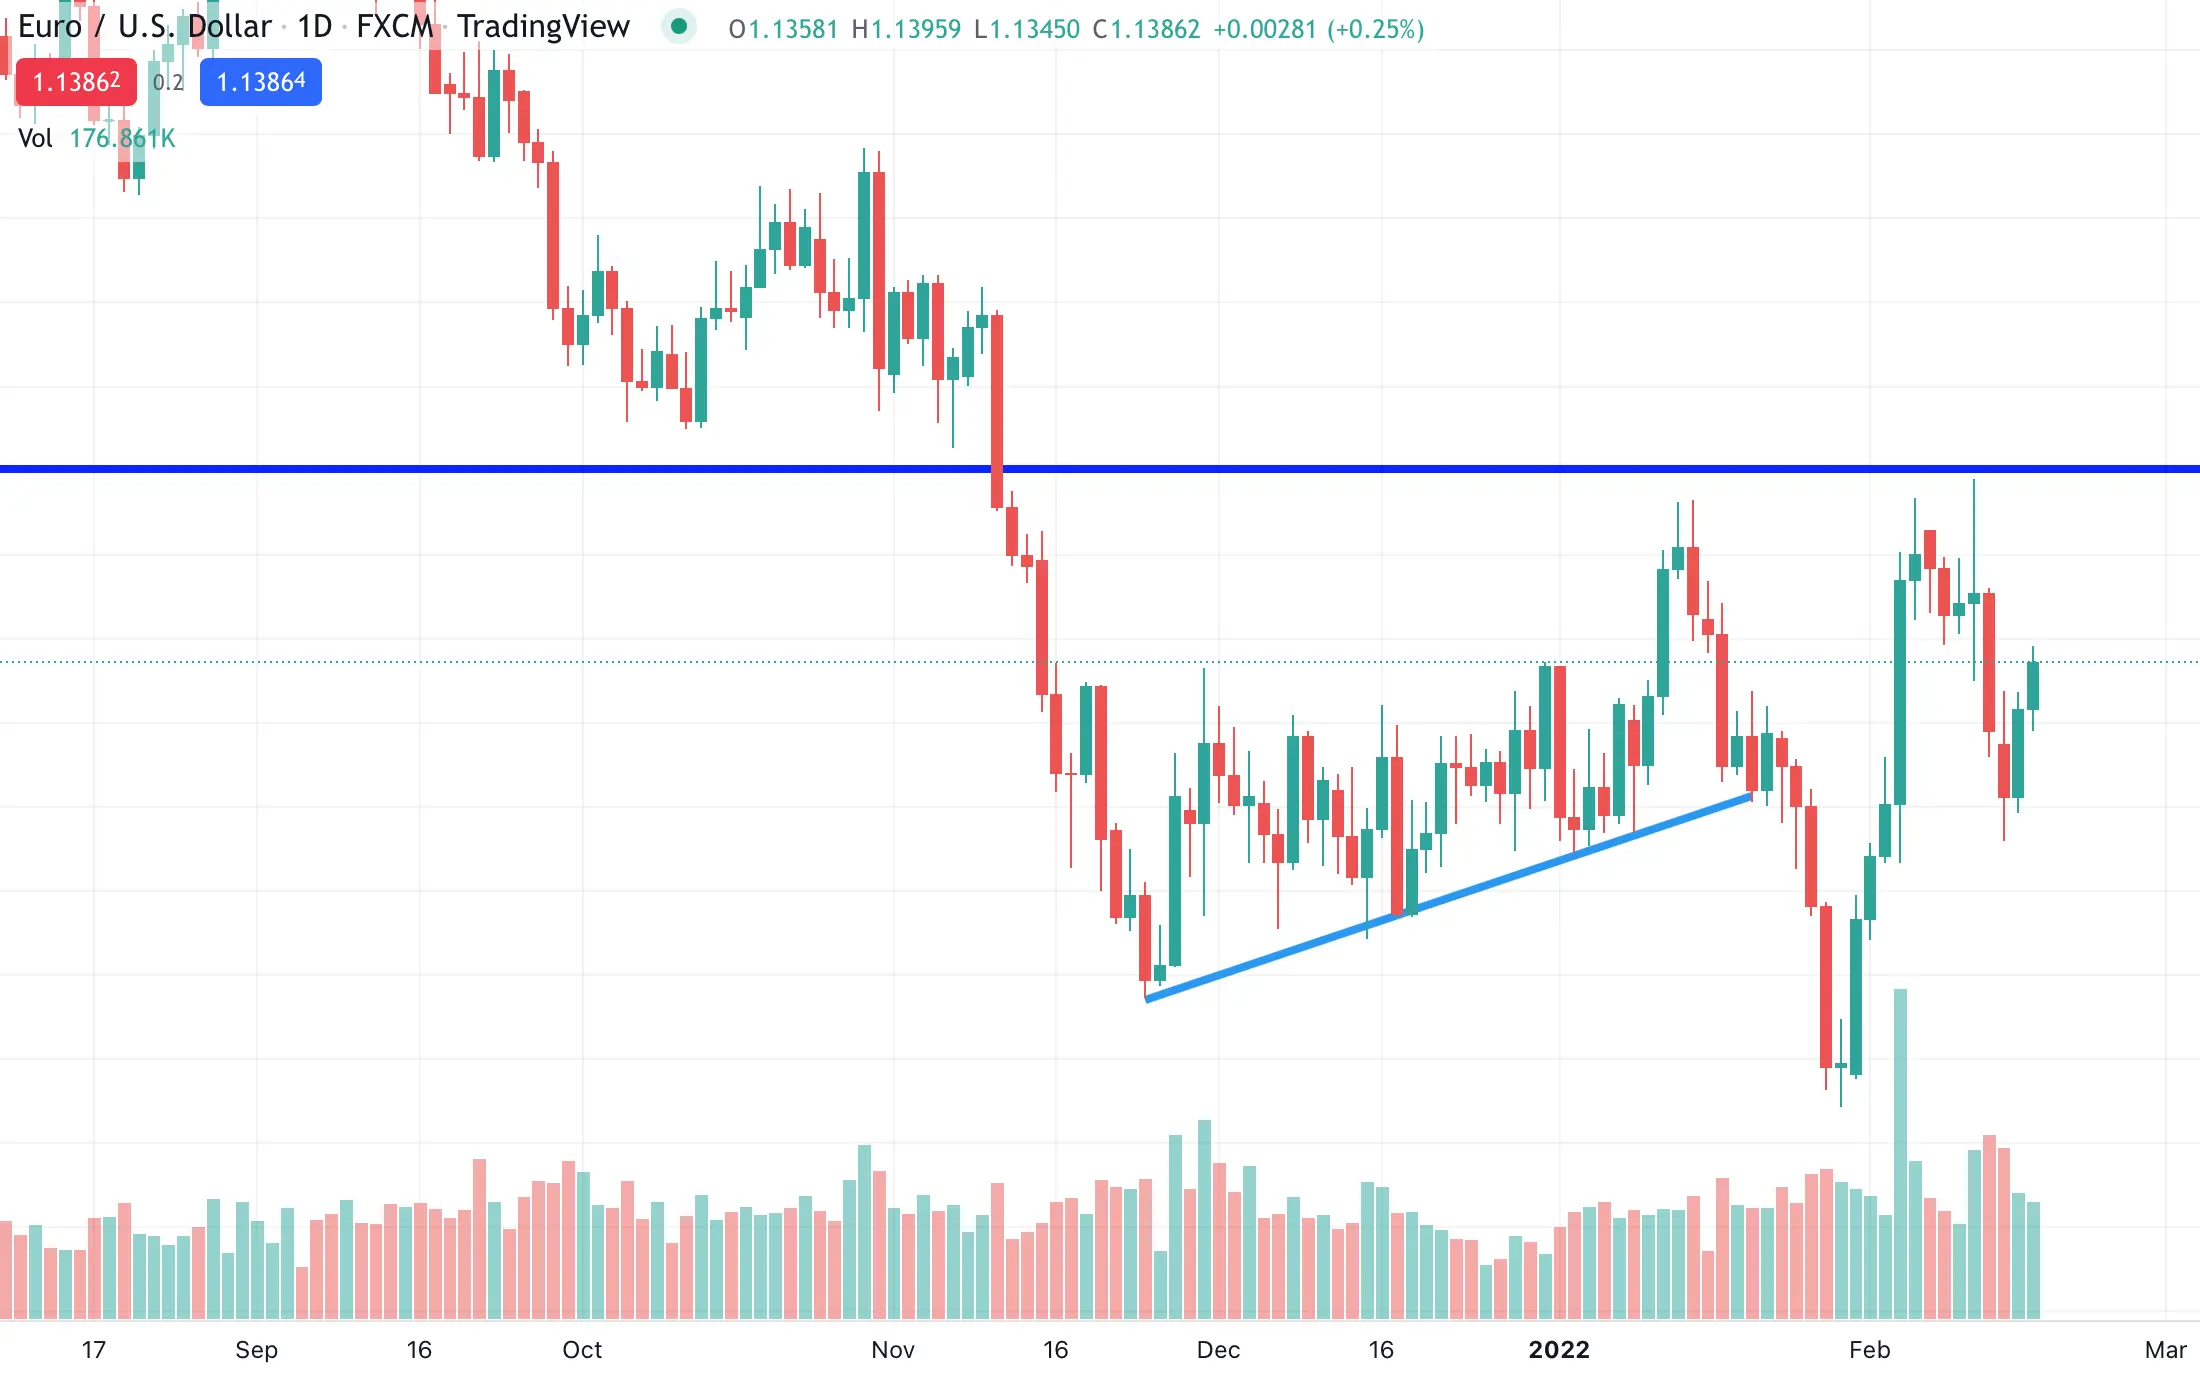 Euro / U.S. Dollar · 1D · FXCM · TradingView O1.13581 H1.13959 L1.13450 C1.13862 +0.00281 (+0.25%)
1.13862 0.2 1.13864
Vol 176.861K
17 Sep 16 Oct Nov 16 Dec 16 2022 Feb Mar